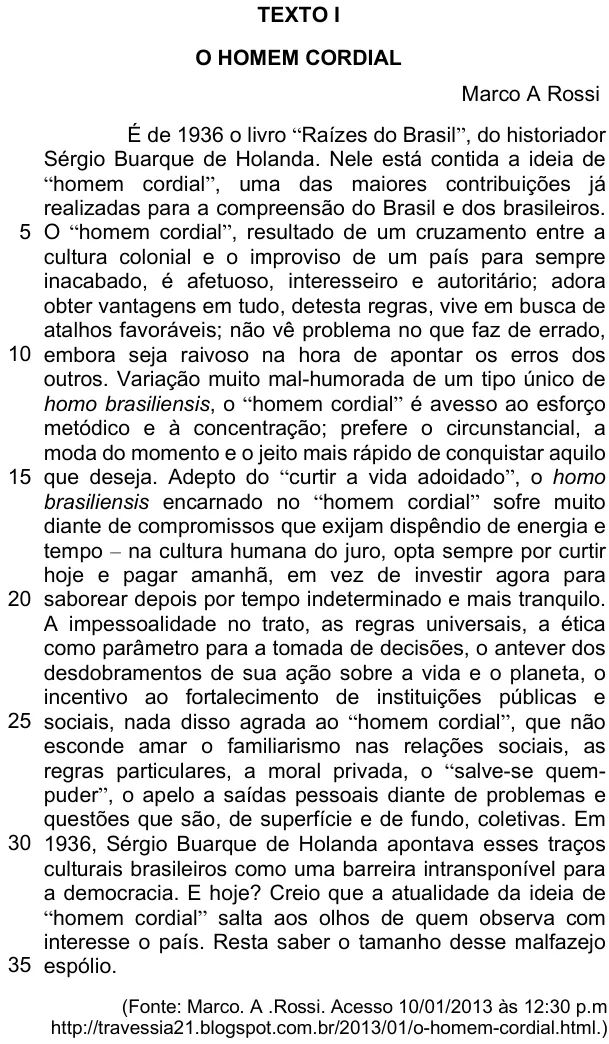 TEXTO I
O HOMEM CORDIAL
Marco A Rossi
É de 1936 o livro “Raízes do Brasil”, do historiador
Sérgio Buarque de Holanda. Nele está contida a ideia de
“homem cordial”, uma das maiores contribuições já
realizadas para a compreensão do Brasil e dos brasileiros.
5 O “homem cordial”, resultado de um cruzamento entre a
cultura colonial e o improviso de um país para sempre
inacabado, é afetuoso, interesseiro e autoritário; adora
obter vantagens em tudo, detesta regras, vive em busca de
atalhos favoráveis; não vê problema no que faz de errado,
10 embora seja raivoso na hora de apontar os erros dos
outros. Variação muito mal-humorada de um tipo único de
homo brasiliensis, o “homem cordial” é avesso ao esforço
metódico e à concentração; prefere o circunstancial, a
moda do momento e o jeito mais rápido de conquistar aquilo
15 que deseja. Adepto do “curtir a vida adoidado”, o homo
brasiliensis encarnado no “homem cordial” sofre muito
diante de compromissos que exijam dispêndio de energia e
tempo – na cultura humana do juro, opta sempre por curtir
hoje e pagar amanhã, em vez de investir agora para
20 saborear depois por tempo indeterminado e mais tranquilo.
A impessoalidade no trato, as regras universais, a ética
como parâmetro para a tomada de decisões, o antever dos
desdobramentos de sua ação sobre a vida e o planeta, o
incentivo ao fortalecimento de instituições públicas e
25 sociais, nada disso agrada ao “homem cordial”, que não
esconde amar o familiarismo nas relações sociais, as
regras particulares, a moral privada, o “salve-se quem-
puder”, o apelo a saídas pessoais diante de problemas e
questões que são, de superfície e de fundo, coletivas. Em
30 1936, Sérgio Buarque de Holanda apontava esses traços
culturais brasileiros como uma barreira intransponível para
a democracia. E hoje? Creio que a atualidade da ideia de
“homem cordial” salta aos olhos de quem observa com
interesse o país. Resta saber o tamanho desse malfazejo
35 espólio.
(Fonte: Marco. A .Rossi. Acesso 10/01/2013 às 12:30 p.m
http://travessia21.blogspot.com.br/2013/01/o-homem-cordial.html.)